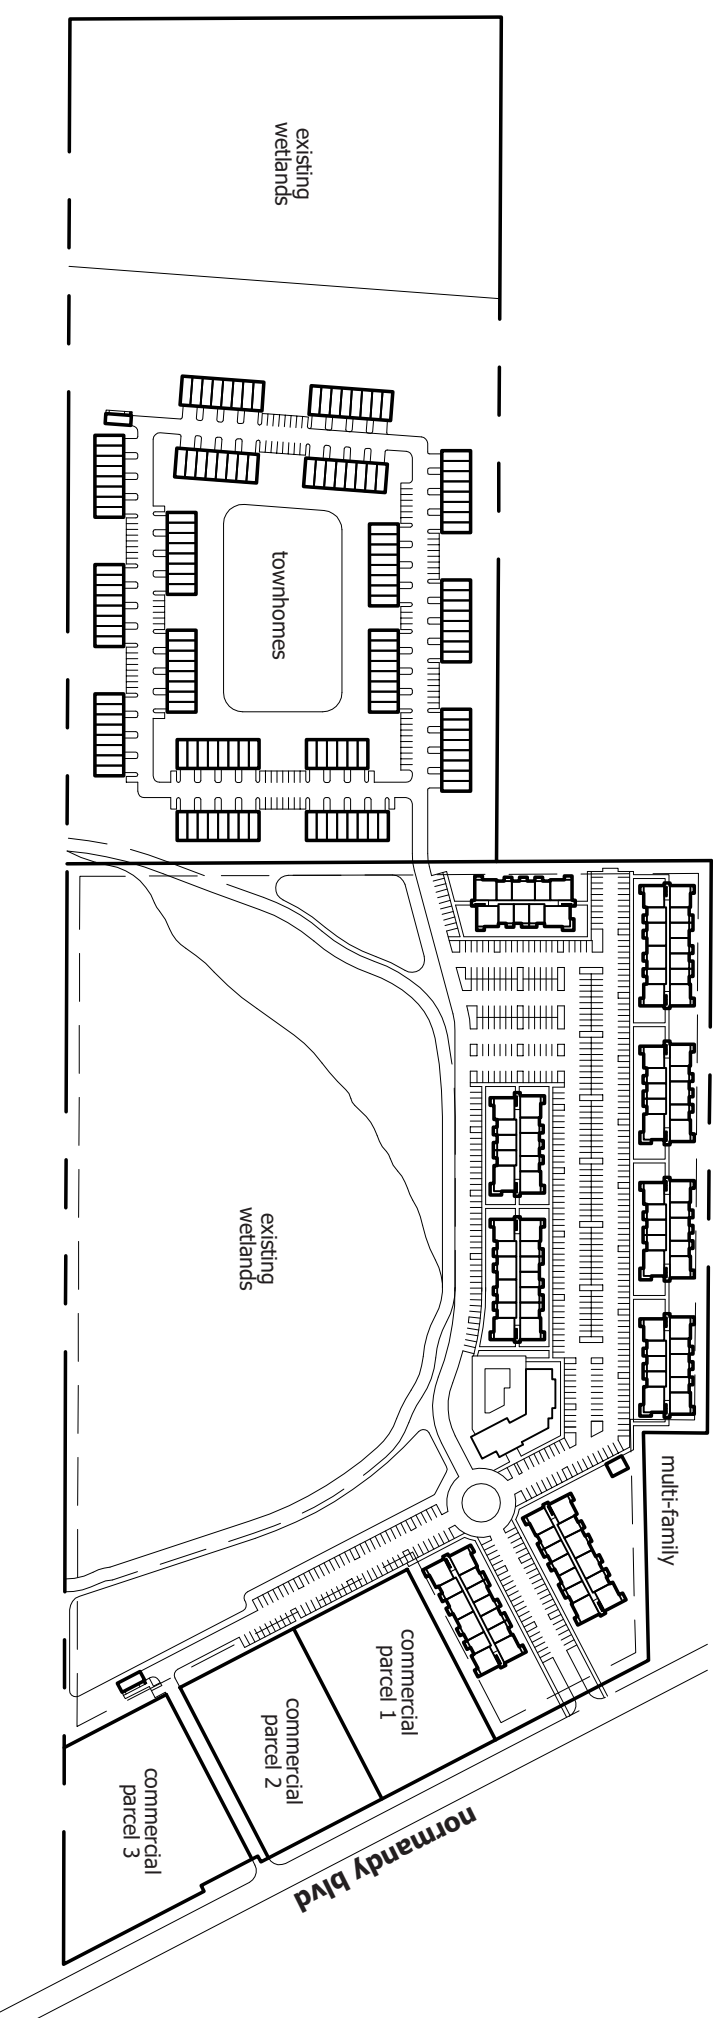 existing
wetlands
townhomes
existing
wetlands
multi-family
commercial
parcel 1
commercial
parcel 2
commercial
parcel 3
normandy blvd